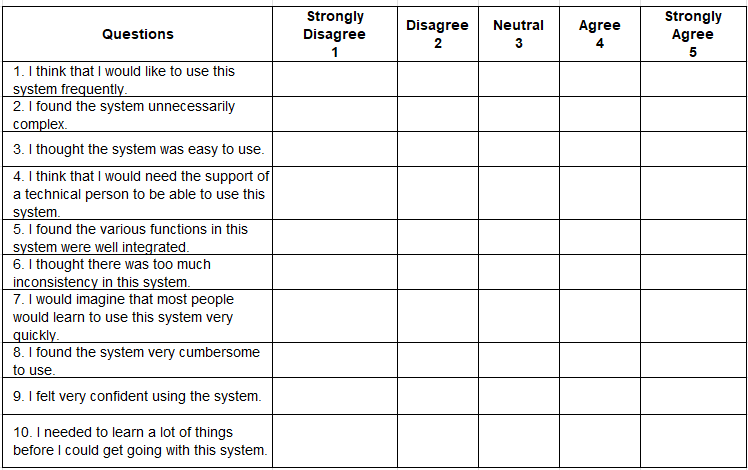 Questions
Strongly
Disagree
1
Disagree
2
Neutral
3
Agree
4
Strongly
Agree
5
1. I think that I would like to use this
system frequently.
2. I found the system unnecessarily
complex.
3. I thought the system was easy to use.
4. I think that I would need the support of
a technical person to be able to use this
system.
5. I found the various functions in this
system were well integrated.
6. I thought there was too much
inconsistency in this system.
7. I would imagine that most people
would learn to use this system very
quickly.
8. I found the system very cumbersome
to use.
9. I felt very confident using the system.
10. I needed to learn a lot of things
before I could get going with this system.